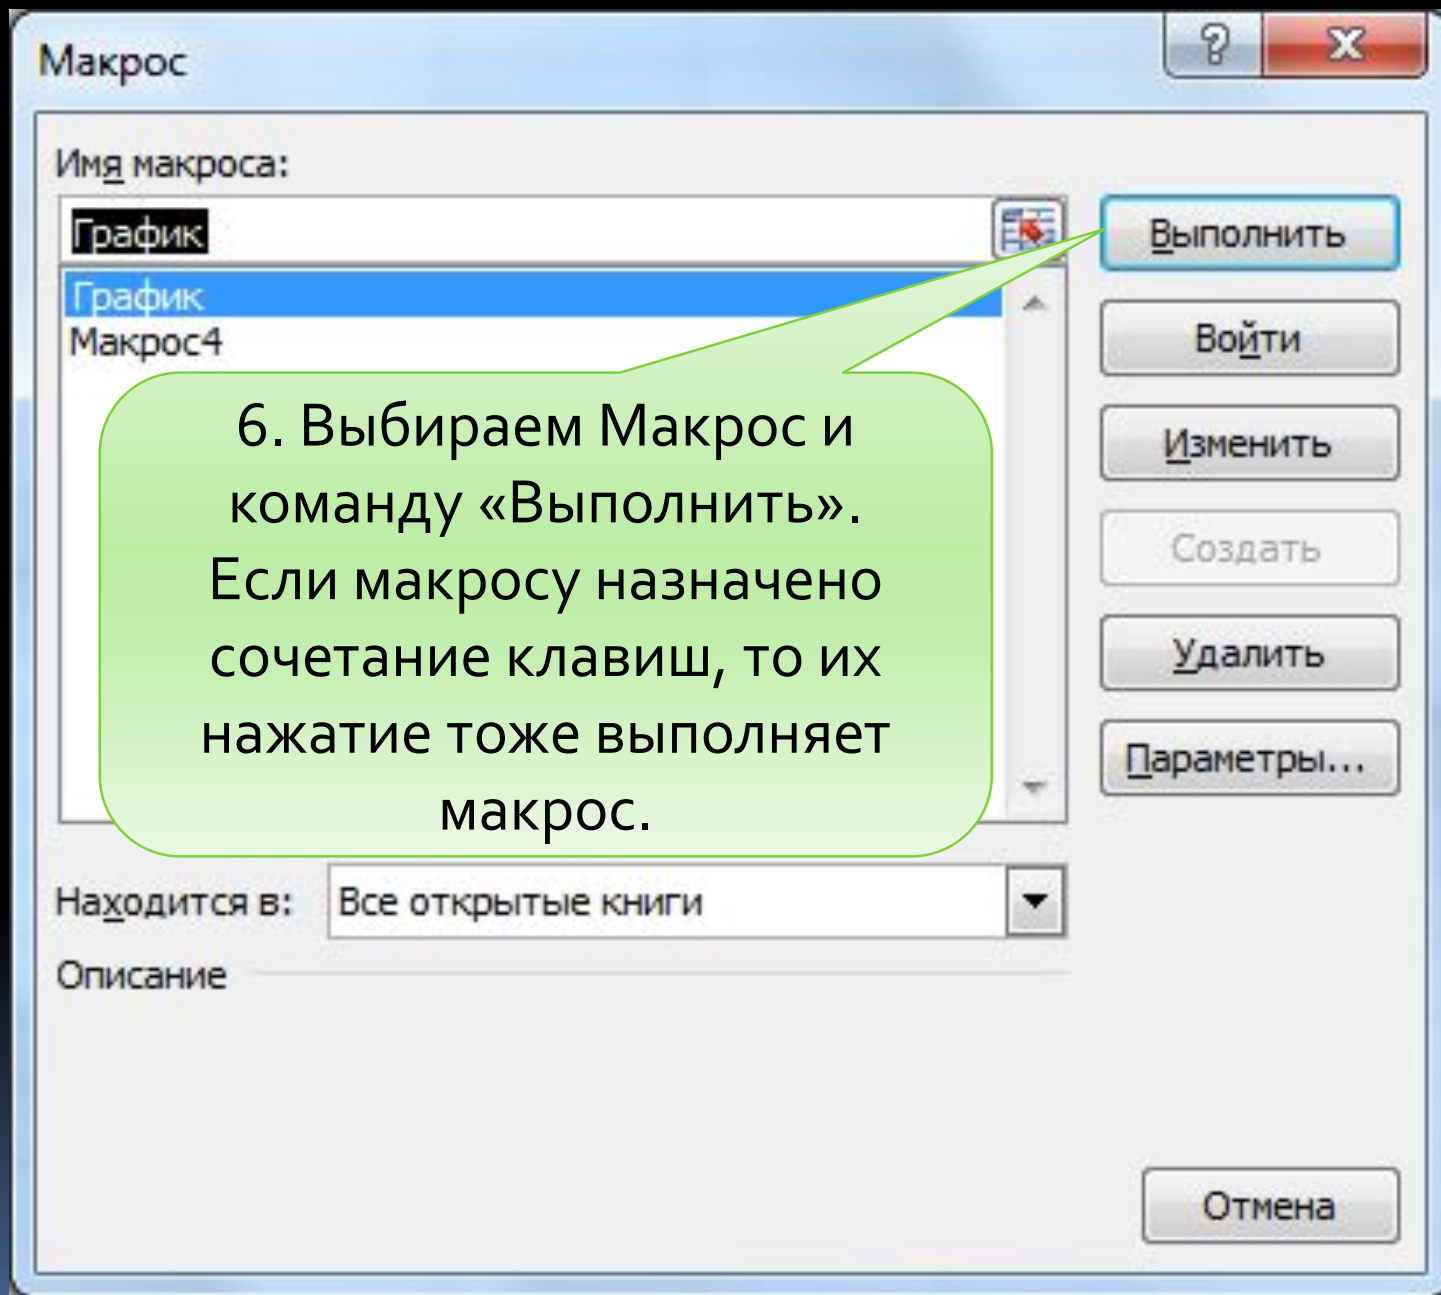 Макрос
Имя макроса:
График
График
Макрос4
Выполнить
Войти
Изменить
Создать
Удалить
Параметры...
6. Выбираем Макрос и
команду «Выполнить».
Если макросу назначено
сочетание клавиш, то их
нажатие тоже выполняет
макрос.
Находится в: Все открытые книги
Описание
Отмена